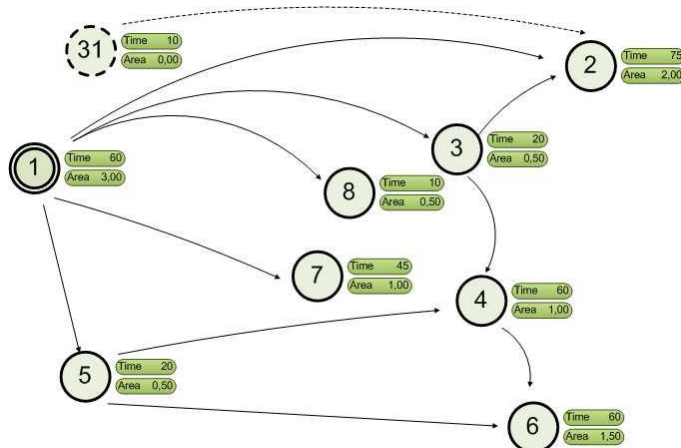 31
Time 10
Area 0,00
2
Time 75
Area 2,00
3
Time 20
Area 0,50
1
Time 60
Area 3,00
8
Time 10
Area 0,50
7
Time 45
Area 1,00
4
Time 60
Area 1,00
5
Time 20
Area 0,50
6
Time 60
Area 1,50